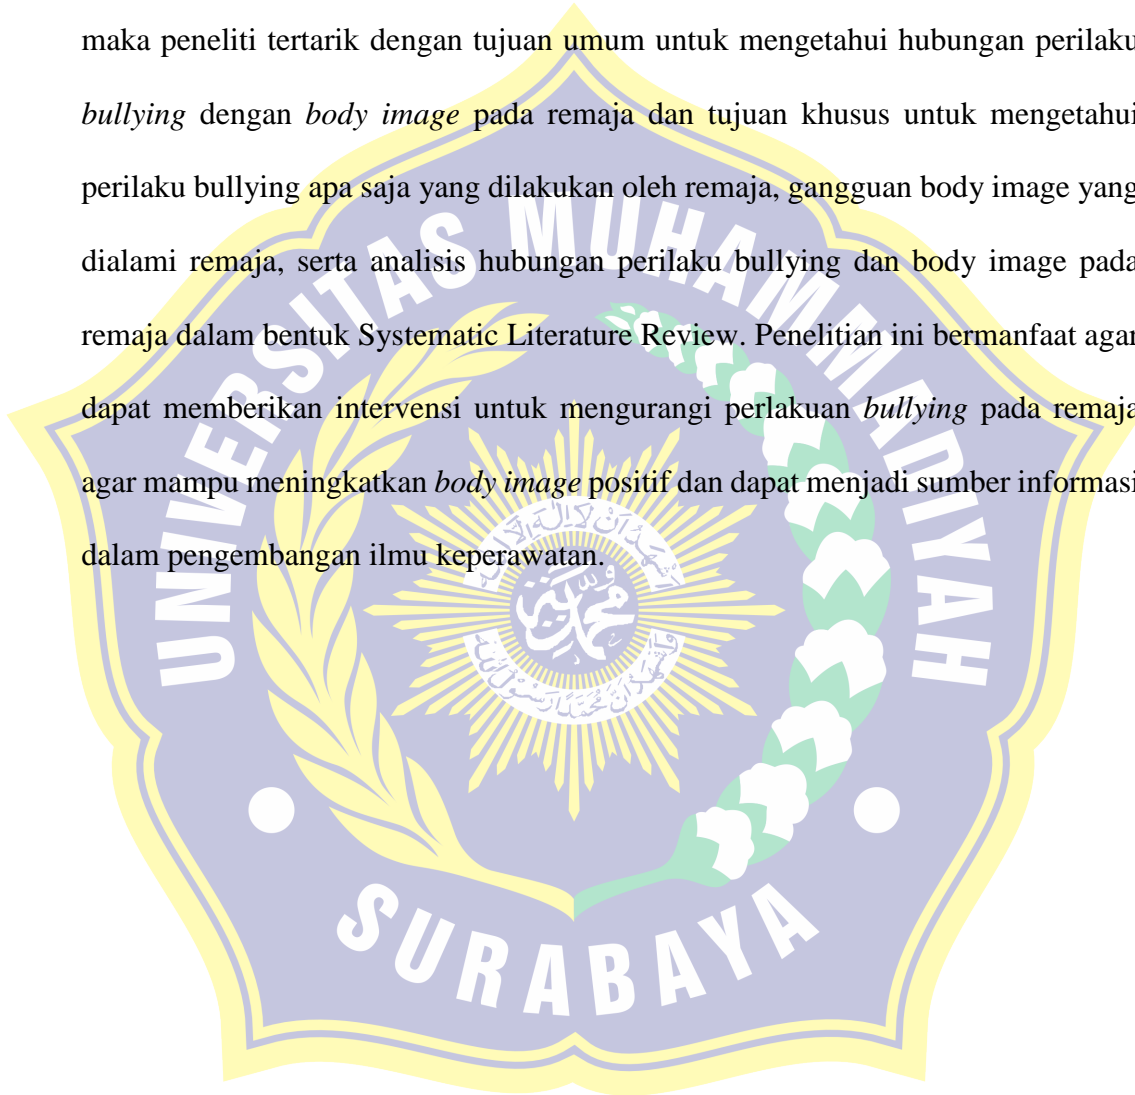 maka peneliti tertarik dengan tujuan umum untuk mengetahui hubungan perilaku
bullying dengan body image pada remaja dan tujuan khusus untuk mengetahui
perilaku bullying apa saja yang dilakukan oleh remaja, gangguan body image yang
dialami remaja, serta analisis hubungan perilaku bullying dan body image pada
remaja dalam bentuk Systematic Literature Review. Penelitian ini bermanfaat agar
dapat memberikan intervensi untuk mengurangi perlakuan bullying pada remaja
agar mampu meningkatkan body image positif dan dapat menjadi sumber informasi
dalam pengembangan ilmu keperawatan.
UNIVERSITAS MUHAMMADIYAH
SURABAYA